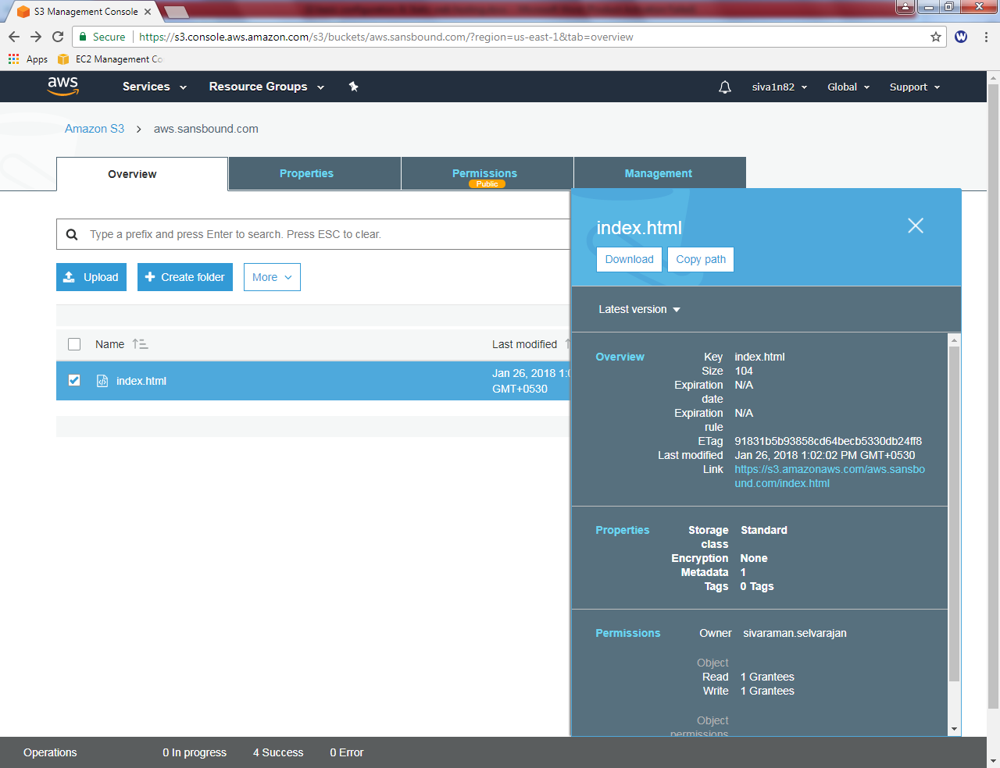 S3 Management Console
Secure
https://s3.console.aws.amazon.com/s3/buckets/aws.sansbound.com/?region=us-east-1&tab=overview
W
Apps
EC2 Management Co
aws
Services
Resource Groups
siva1n82
Global
Support
Amazon S3
aws.sansbound.com
Overview
Properties
Permissions
Public
Management
Type a prefix and press Enter to search. Press ESC to clear.
Upload
Create folder
More
Name
Last modified
index.html
Jan 26, 2018 1:0
GMT+0530
index.html
Download
Copy path
Latest version
Overview
Key index.html
Size 104
Expiration N/A
date
Expiration N/A
rule
ETag 91831b5b93858cd64becb5330db24ff8
Last modified Jan 26, 2018 1:02:02 PM GMT+0530
Link https://s3.amazonaws.com/aws.sansbo
und.com/index.html
Properties
Storage Standard
class
Encryption None
Metadata 1
Tags 0 Tags
Permissions
Owner sivaraman.selvarajan
Object
Read 1 Grantees
Write 1 Grantees
Object
permissions
Operations
0 In progress
4 Success
0 Error